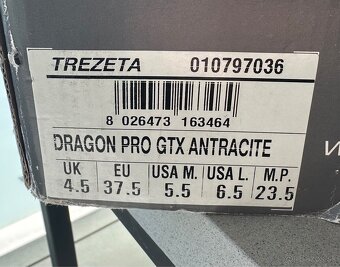 TREZETA 010797036
8 026473 163464
DRAGON PRO GTX ANTRACITE
UK EU USA M. USA L. M.P.
4.5 37.5 5.5 6.5 23.5